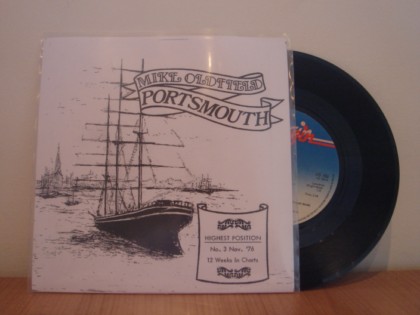 MIKE OLDFIELD
PORTSMOUTH
HIGHEST POSITION
No. 3 Nov. '76
12 Weeks In Charts